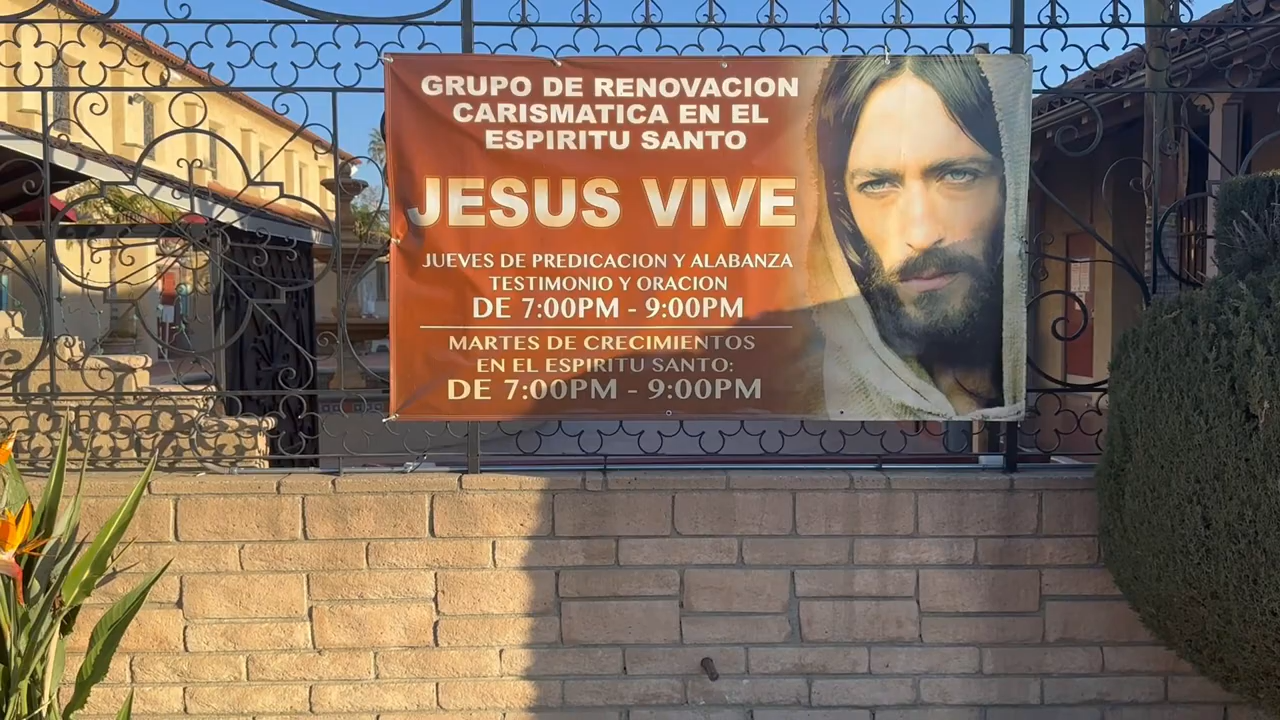 GRUPO DE RENOVACION
CARISMATICA EN EL
ESPIRITU SANTO
JESUS VIVE
JUEVES DE PREDICACION Y ALABANZA
TESTIMONIO Y ORACION
DE 7:00PM - 9:00PM
MARTES DE CRECIMIENTOS
EN EL ESPIRITU SANTO:
DE 7:00PM - 9:00PM